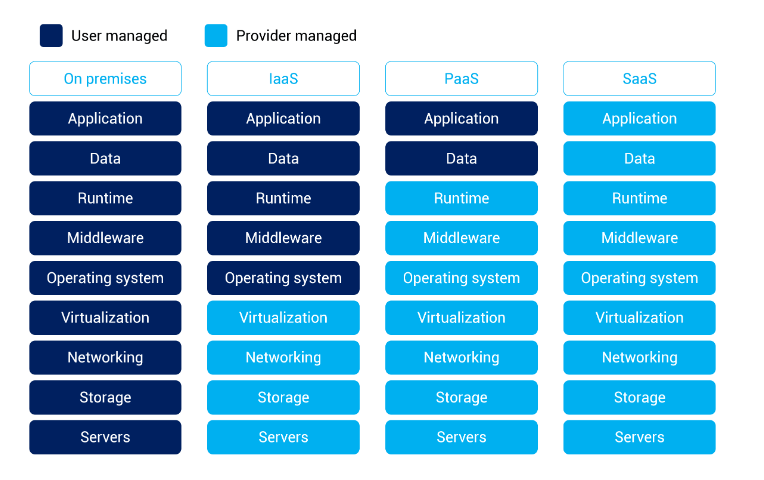 User managed Provider managed
On premises IaaS PaaS SaaS
Application Application Application Application
Data Data Data Data
Runtime Runtime Runtime Runtime
Middleware Middleware Middleware Middleware
Operating system Operating system Operating system Operating system
Virtualization Virtualization Virtualization Virtualization
Networking Networking Networking Networking
Storage Storage Storage Storage
Servers Servers Servers Servers